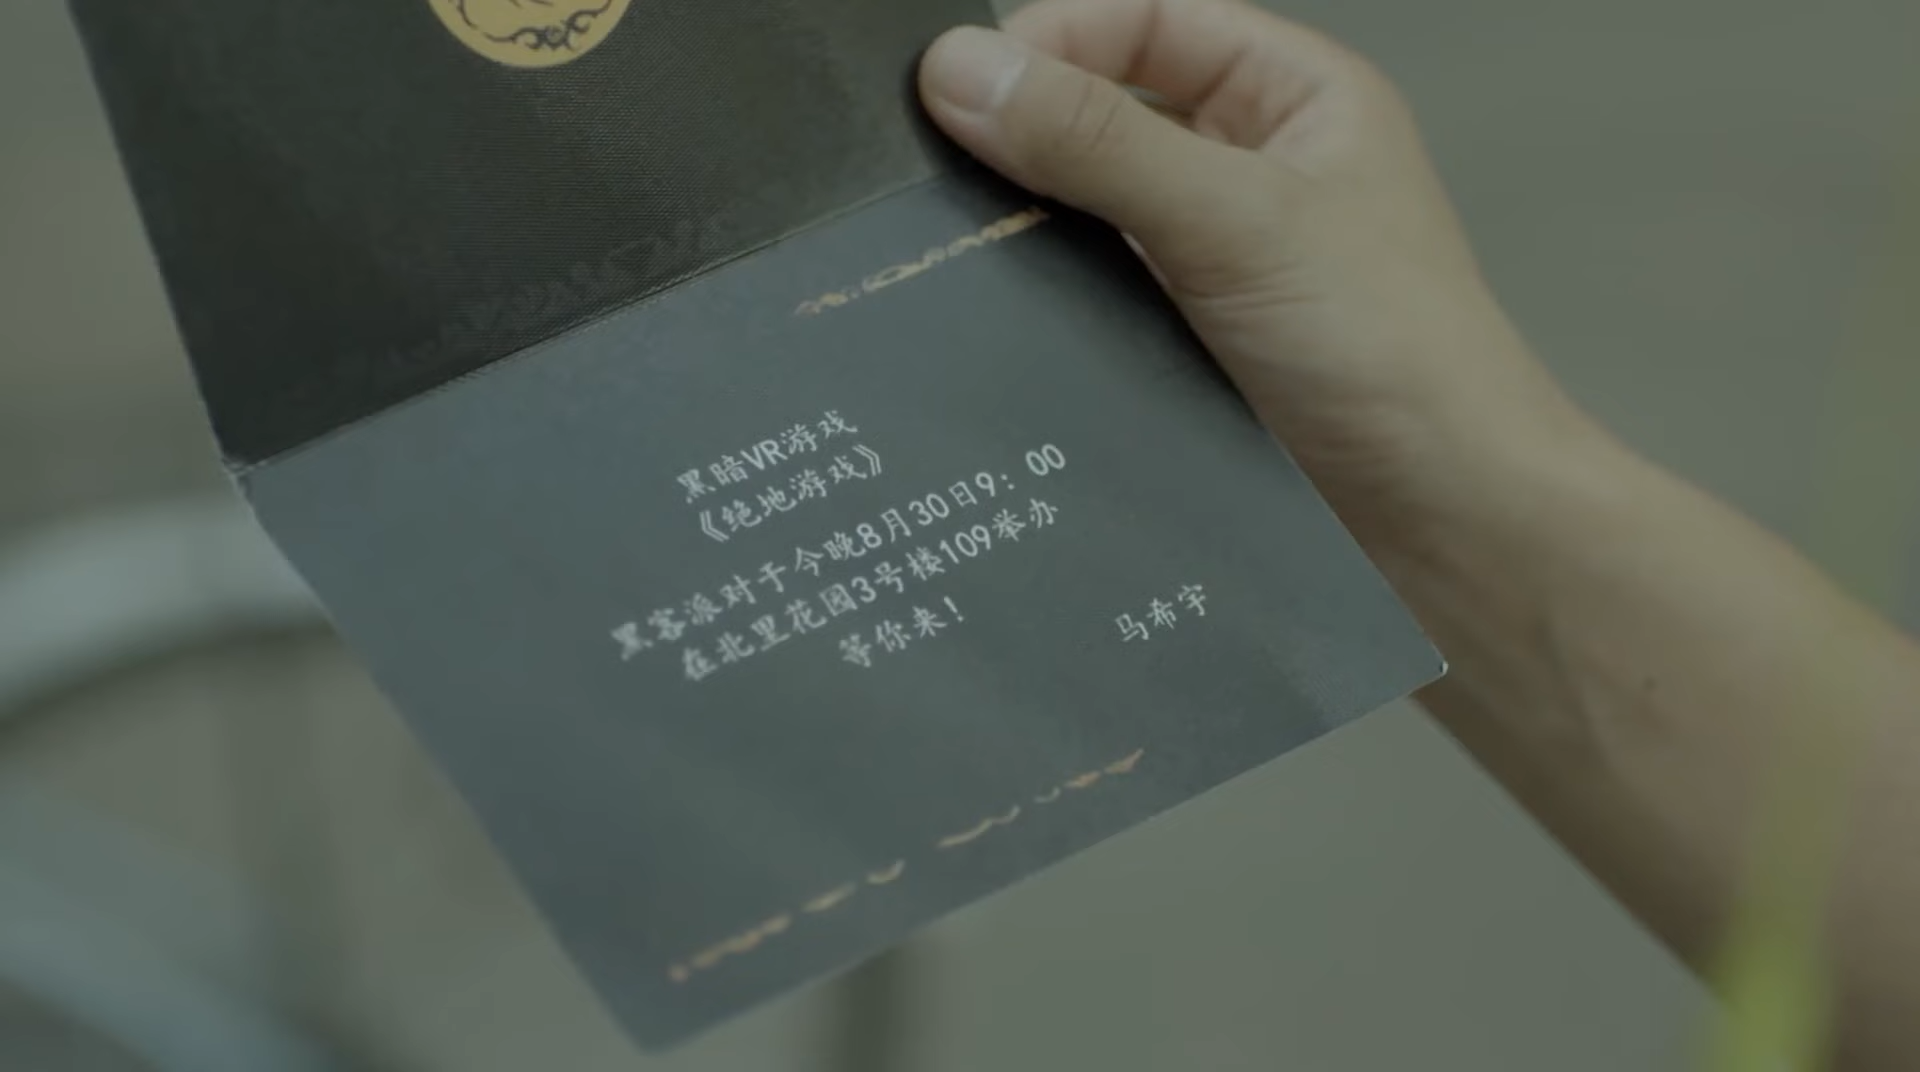 黑暗VR游戏
《绝地游戏》
黑客派对于今晚8月30日9：00
在北里花园3号楼109举办
等你来！
马希宇